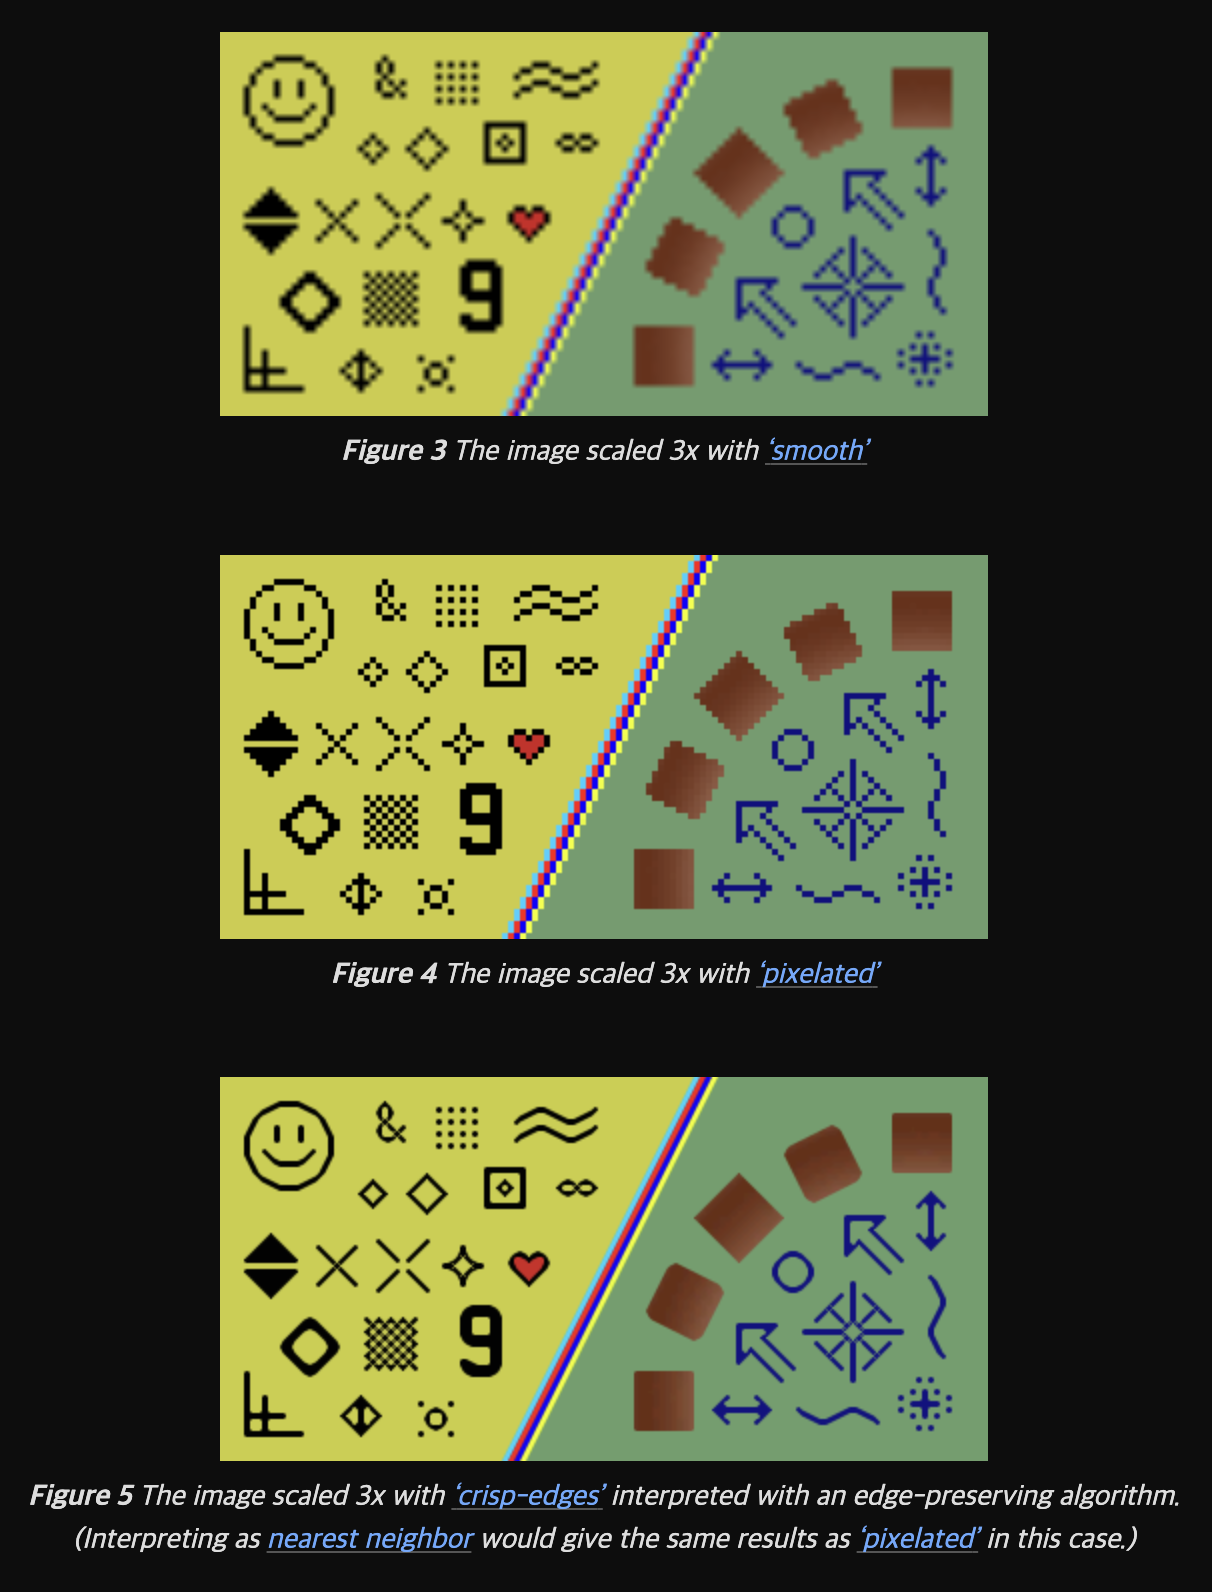 &
9
Figure 3 The image scaled 3x with ‘smooth’
&
9
Figure 4 The image scaled 3x with ‘pixelated’
&
9
Figure 5 The image scaled 3x with ‘crisp-edges’ interpreted with an edge-preserving algorithm.
(Interpreting as nearest neighbor would give the same results as ‘pixelated’ in this case.)